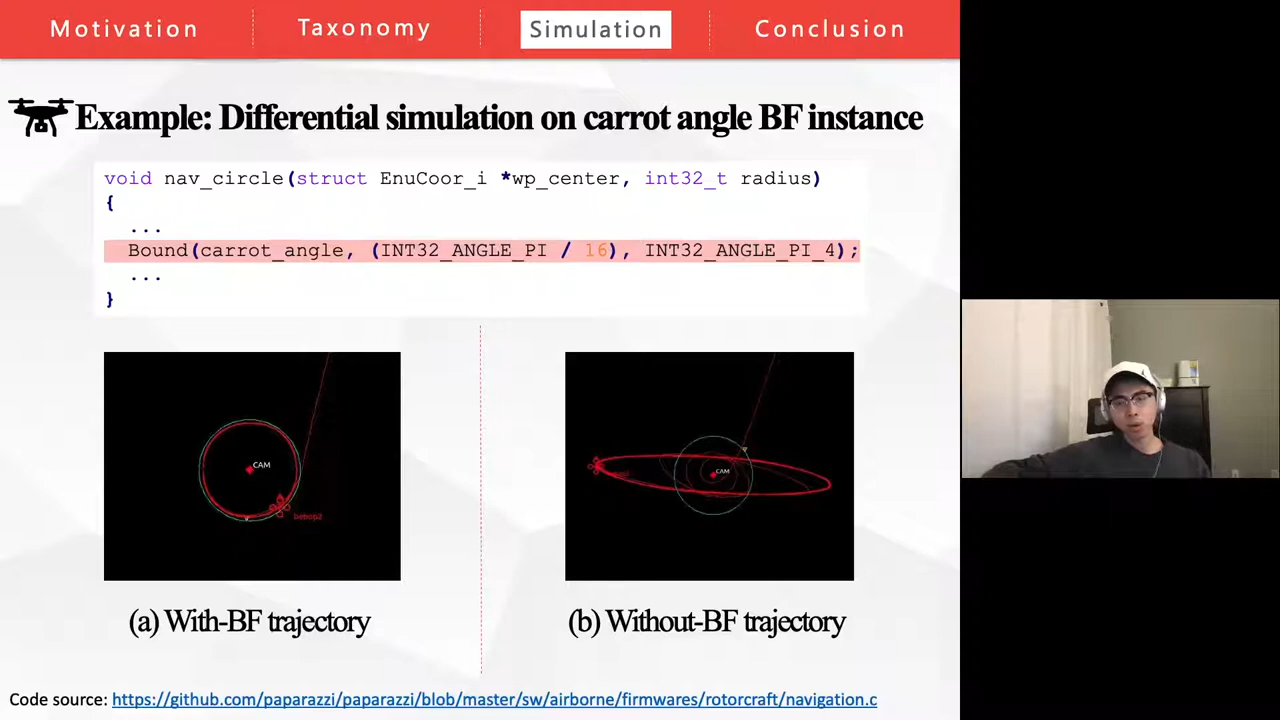 Motivation
Taxonomy
Simulation
Conclusion
Example: Differential simulation on carrot angle BF instance
void nav_circle(struct EnuCoor_i *wp_center, int32_t radius)
{
...
Bound(carrot_angle, (INT32_ANGLE_PI / 16), INT32_ANGLE_PI_4);
...
}
CAM
bebop2
CAM
(a) With-BF trajectory
(b) Without-BF trajectory
Code source: https://github.com/paparazzi/paparazzi/blob/master/sw/airborne/firmwares/rotorcraft/navigation.c